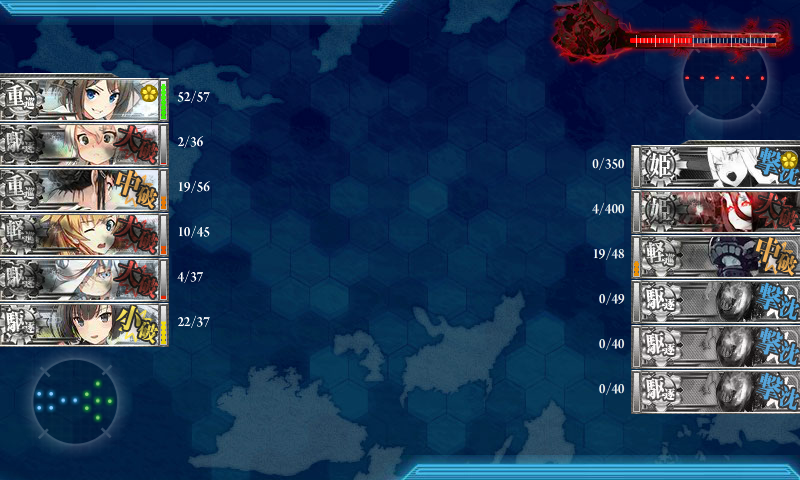 重巡
52/57
駆逐 大破
2/36
重巡 中破
19/56
軽巡 大破
10/45
駆逐 大破
4/37
駆逐 小破
22/37
0/350
姫 撃沈
4/400
姫 大破
19/48
軽巡 中破
0/49
駆逐 撃沈
0/40
駆逐 撃沈
0/40
駆逐 撃沈